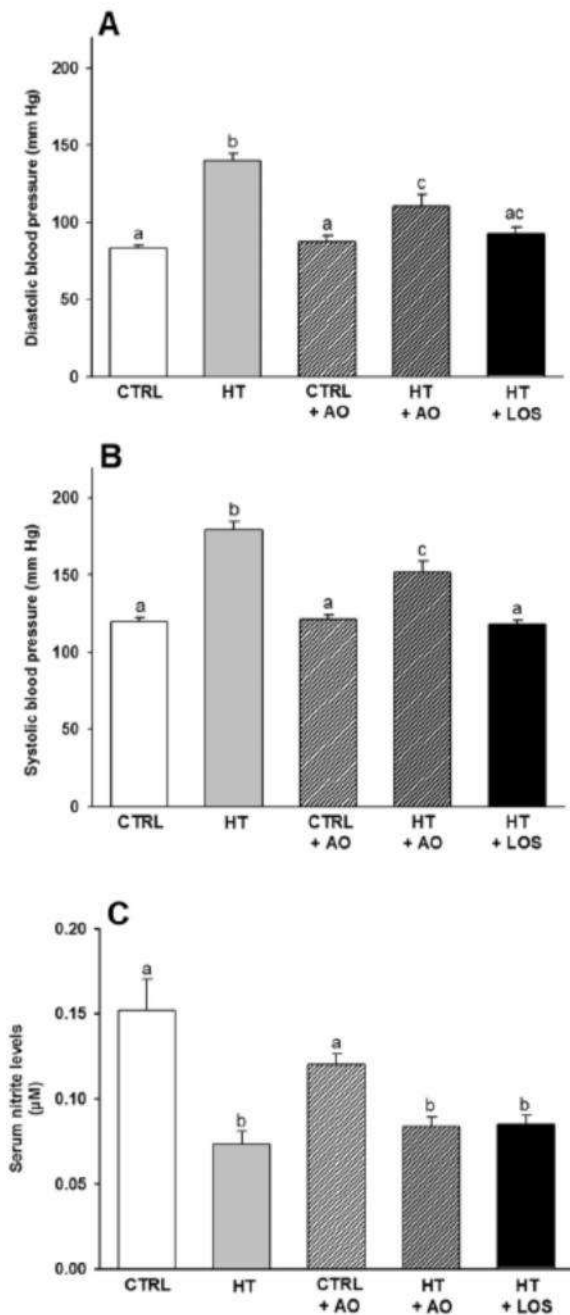 A
Diastolic blood pressure (mm Hg)
200
150
100
50
0
a
b
a
c
ac
CTRL
HT
CTRL
+ AO
HT
+ AO
HT
+ LOS
B
Systolic blood pressure (mm Hg)
200
150
100
50
0
a
b
a
c
a
CTRL
HT
CTRL
+ AO
HT
+ AO
HT
+ LOS
C
Serum nitrite levels
(µM)
0.20
0.15
0.10
0.05
0.00
a
b
a
b
b
CTRL
HT
CTRL
+ AO
HT
+ AO
HT
+ LOS